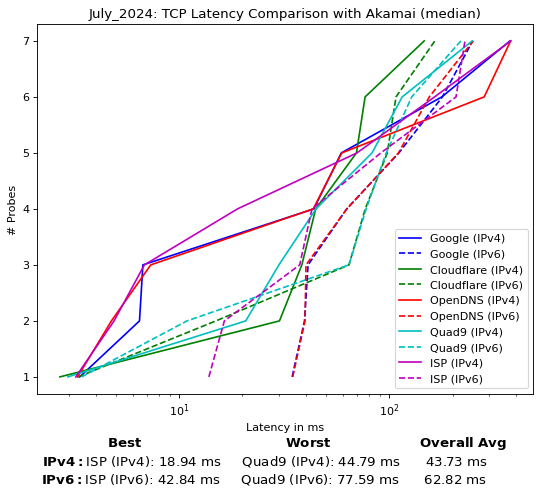 July_2024: TCP Latency Comparison with Akamai (median)
# Probes
7
6
5
4
3
2
1
Google (IPv4)
Google (IPv6)
Cloudflare (IPv4)
Cloudflare (IPv6)
OpenDNS (IPv4)
OpenDNS (IPv6)
Quad9 (IPv4)
Quad9 (IPv6)
ISP (IPv4)
ISP (IPv6)
10¹ 10²
Latency in ms
Best Worst Overall Avg
IPv4: ISP (IPv4): 18.94 ms Quad9 (IPv4): 44.79 ms 43.73 ms
IPv6: ISP (IPv6): 42.84 ms Quad9 (IPv6): 77.59 ms 62.82 ms